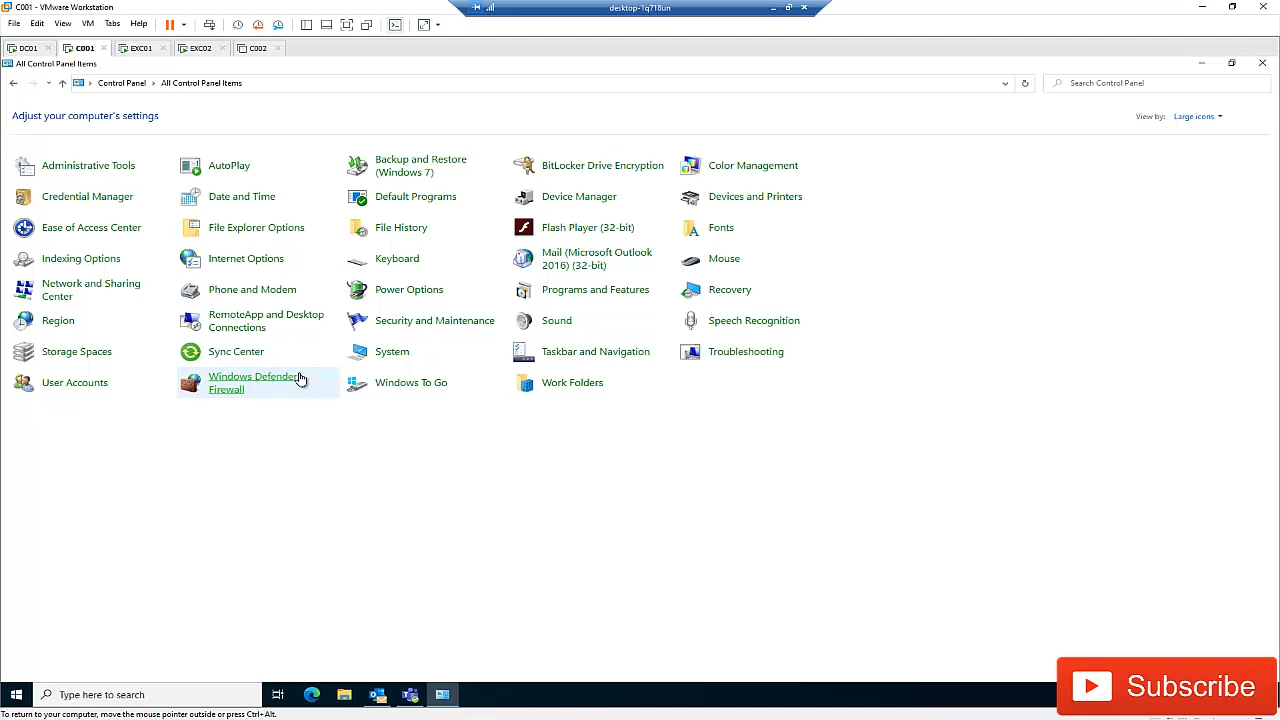 C001 - VMware Workstation
desktop-1q718un
File Edit View VM Tabs Help
DC01 C001 EXC01 EXC02 C002
All Control Panel Items
Control Panel All Control Panel Items
Search Control Panel
Adjust your computer's settings
View by: Large icons
Administrative Tools
AutoPlay
Backup and Restore
(Windows 7)
BitLocker Drive Encryption
Color Management
Credential Manager
Date and Time
Default Programs
Device Manager
Devices and Printers
Ease of Access Center
File Explorer Options
File History
Flash Player (32-bit)
Fonts
Indexing Options
Internet Options
Keyboard
Mail (Microsoft Outlook
2016) (32-bit)
Mouse
Network and Sharing
Center
Phone and Modem
Power Options
Programs and Features
Recovery
Region
RemoteApp and Desktop
Connections
Security and Maintenance
Sound
Speech Recognition
Storage Spaces
Sync Center
System
Taskbar and Navigation
Troubleshooting
User Accounts
Windows Defender
Firewall
Windows To Go
Work Folders
Type here to search
Subscribe
To return to your computer, move the mouse pointer outside or press Ctrl+Alt.